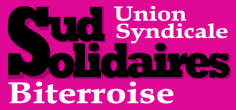 Union
Syndicale
Sud
Solidaires
Biterroise